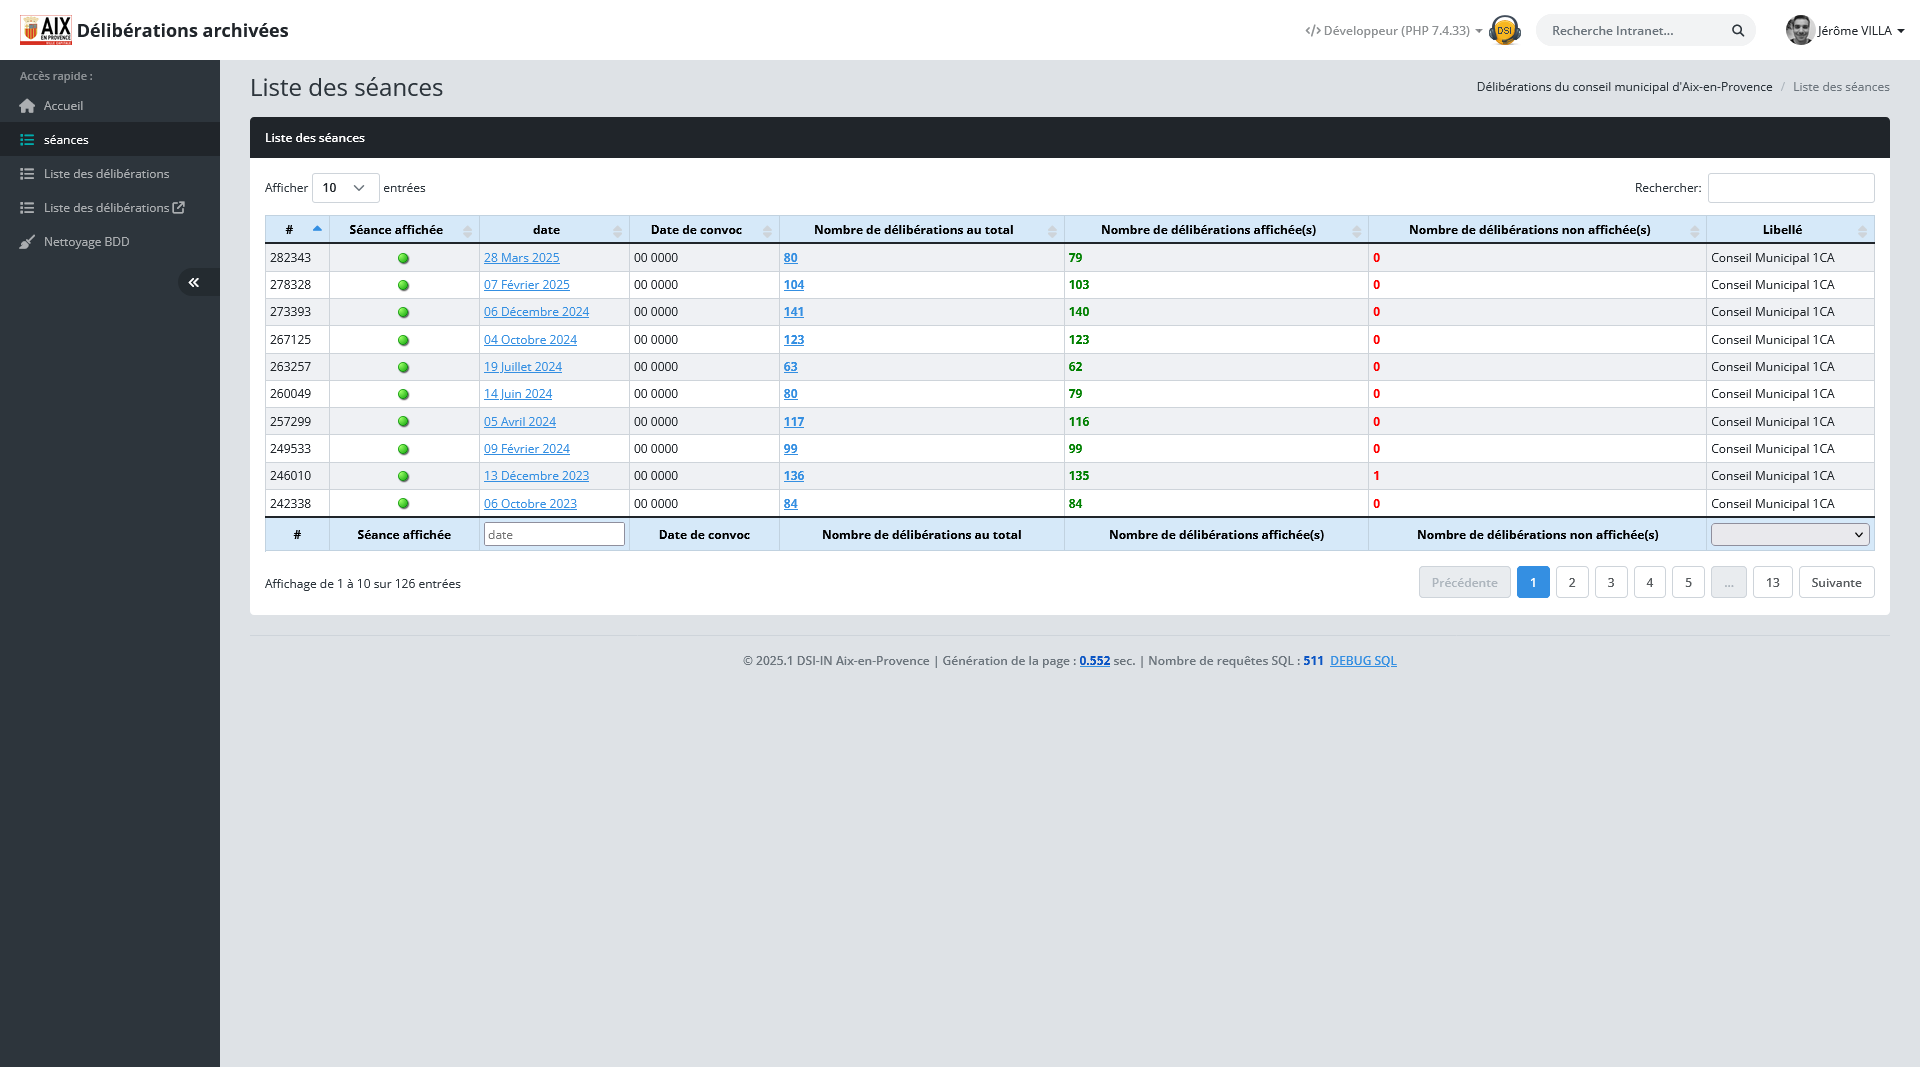 AIX
EN PROVENCE
Délibérations archivées
</> Développeur (PHP 7.4.33)
DSI
Recherche Intranet...
Jérôme VILLA
Accès rapide :
Accueil
séances
Liste des délibérations
Liste des délibérations
Nettoyage BDD
Liste des séances
Délibérations du conseil municipal d'Aix-en-Provence / Liste des séances
Liste des séances
Afficher 10 entrées
Rechercher:
# Séance affichée date Date de convoc Nombre de délibérations au total Nombre de délibérations affichée(s) Nombre de délibérations non affichée(s) Libellé
282343 28 Mars 2025 00 0000 80 79 0 Conseil Municipal 1CA
278328 07 Février 2025 00 0000 104 103 0 Conseil Municipal 1CA
273393 06 Décembre 2024 00 0000 141 140 0 Conseil Municipal 1CA
267125 04 Octobre 2024 00 0000 123 123 0 Conseil Municipal 1CA
263257 19 Juillet 2024 00 0000 63 62 0 Conseil Municipal 1CA
260049 14 Juin 2024 00 0000 80 79 0 Conseil Municipal 1CA
257299 05 Avril 2024 00 0000 117 116 0 Conseil Municipal 1CA
249533 09 Février 2024 00 0000 99 99 0 Conseil Municipal 1CA
246010 13 Décembre 2023 00 0000 136 135 1 Conseil Municipal 1CA
242338 06 Octobre 2023 00 0000 84 84 0 Conseil Municipal 1CA
# Séance affichée date Date de convoc Nombre de délibérations au total Nombre de délibérations affichée(s) Nombre de délibérations non affichée(s)
Affichage de 1 à 10 sur 126 entrées
Précédente 1 2 3 4 5 ... 13 Suivante
© 2025.1 DSI-IN Aix-en-Provence | Génération de la page : 0.552 sec. | Nombre de requêtes SQL : 511 DEBUG SQL